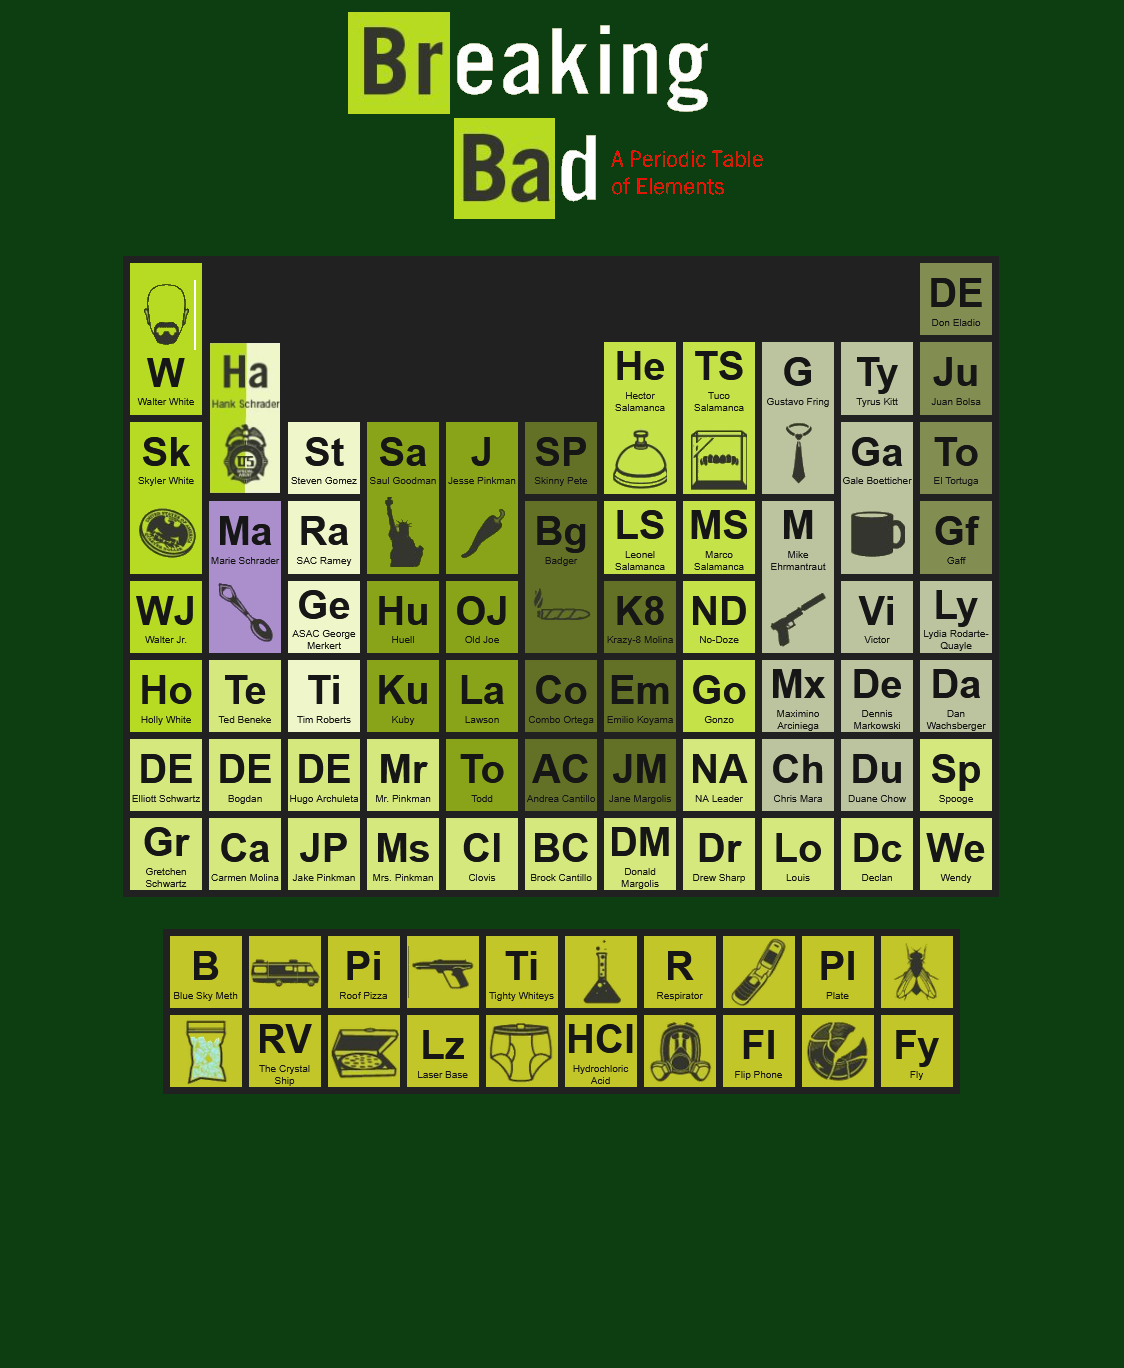 Breaking
Bad
A Periodic Table
of Elements
DE
Don Eladio
W
Walter White
Ha
Hank Schrader
He
Hector
Salamanca
TS
Tuco
Salamanca
G
Gustavo Fring
Ty
Tyrus Kitt
Ju
Juan Bolsa
Sk
Skyler White
St
Steven Gomez
Sa
Saul Goodman
J
Jesse Pinkman
SP
Skinny Pete
Ga
Gale Boetticher
To
El Tortuga
Ma
Marie Schrader
Ra
SAC Ramey
Bg
Badger
LS
Leonel
Salamanca
MS
Marco
Salamanca
M
Mike
Ehrmantraut
Gf
Gaff
WJ
Walter Jr.
Ge
ASAC George
Merkert
Hu
Huell
OJ
Old Joe
K8
Krazy-8 Molina
ND
No-Doze
Vi
Victor
Ly
Lydia Rodarte-
Quayle
Ho
Holly White
Te
Ted Beneke
Ti
Tim Roberts
Ku
Kuby
La
Lawson
Co
Combo Ortega
Em
Emilio Koyama
Go
Gonzo
Mx
Maximino
Arciniega
De
Dennis
Markowski
Da
Dan
Wachsberger
DE
Elliott Schwartz
DE
Bogdan
DE
Hugo Archuleta
Mr
Mr. Pinkman
To
Todd
AC
Andrea Cantillo
JM
Jane Margolis
NA
NA Leader
Ch
Chris Mara
Du
Duane Chow
Sp
Spooge
Gr
Gretchen
Schwartz
Ca
Carmen Molina
JP
Jake Pinkman
Ms
Mrs. Pinkman
Cl
Clovis
BC
Brock Cantillo
DM
Donald
Margolis
Dr
Drew Sharp
Lo
Louis
Dc
Declan
We
Wendy
B
Blue Sky Meth
Pi
Roof Pizza
Ti
Tighty Whiteys
R
Respirator
Pl
Plate
RV
The Crystal
Ship
Lz
Laser Base
HCl
Hydrochloric
Acid
Fl
Flip Phone
Fy
Fly